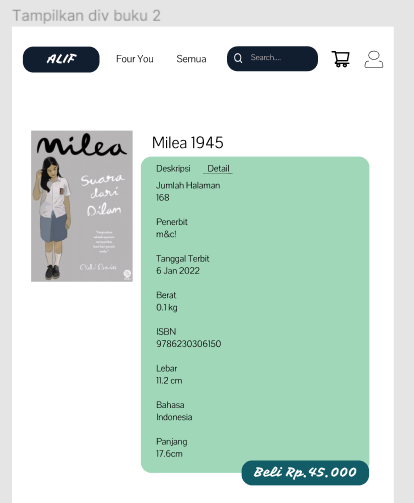 Tampilkan div buku 2
ALIF
Four You
Semua
Search....
Milea 1945
milea
Suara
dari
Dilan
Pidi Baiq
Deskripsi
Detail
Jumlah Halaman
168
Penerbit
m&c!
Tanggal Terbit
6 Jan 2022
Berat
0.1 kg
ISBN
9786230306150
Lebar
11.2 cm
Bahasa
Indonesia
Panjang
17.6cm
Beli Rp.45.000